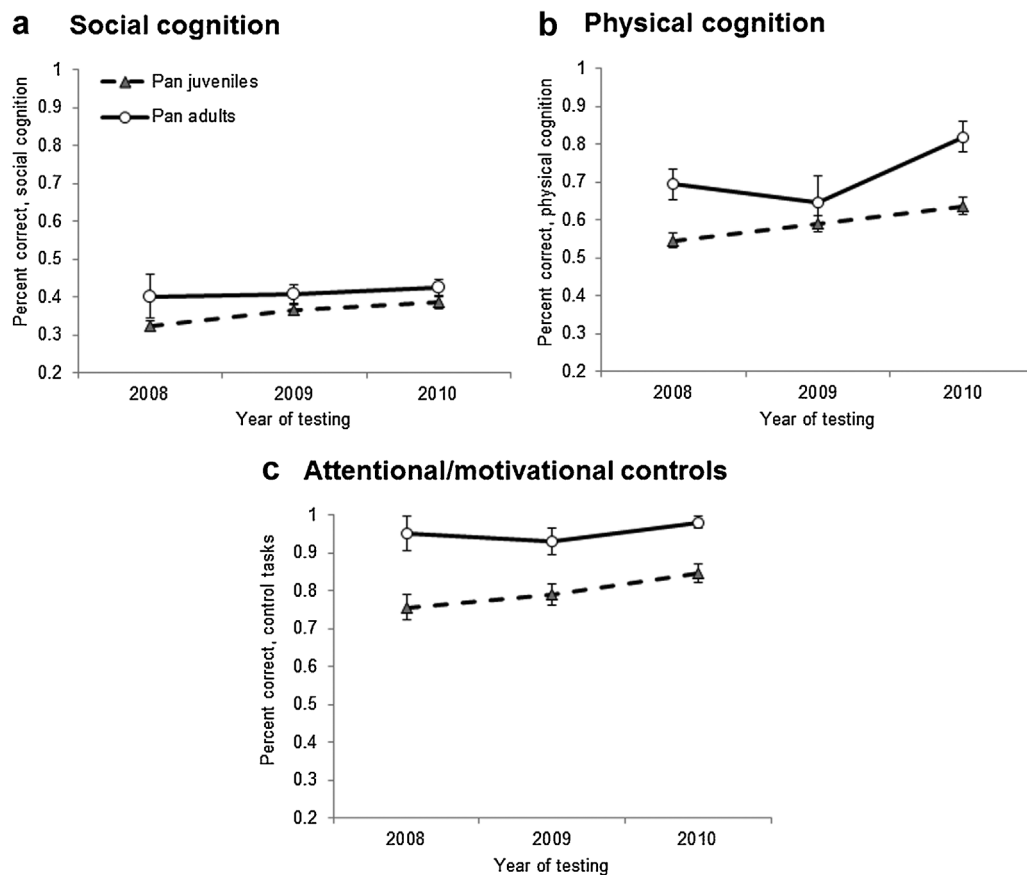 a Social cognition
Percent correct, social cognition
1
0.9
0.8
0.7
0.6
0.5
0.4
0.3
0.2
Pan juveniles
Pan adults
2008 2009 2010
Year of testing
b Physical cognition
Percent correct, physical cognition
1
0.9
0.8
0.7
0.6
0.5
0.4
0.3
0.2
2008 2009 2010
Year of testing
c Attentional/motivational controls
Percent correct, control tasks
1
0.9
0.8
0.7
0.6
0.5
0.4
0.3
0.2
2008 2009 2010
Year of testing